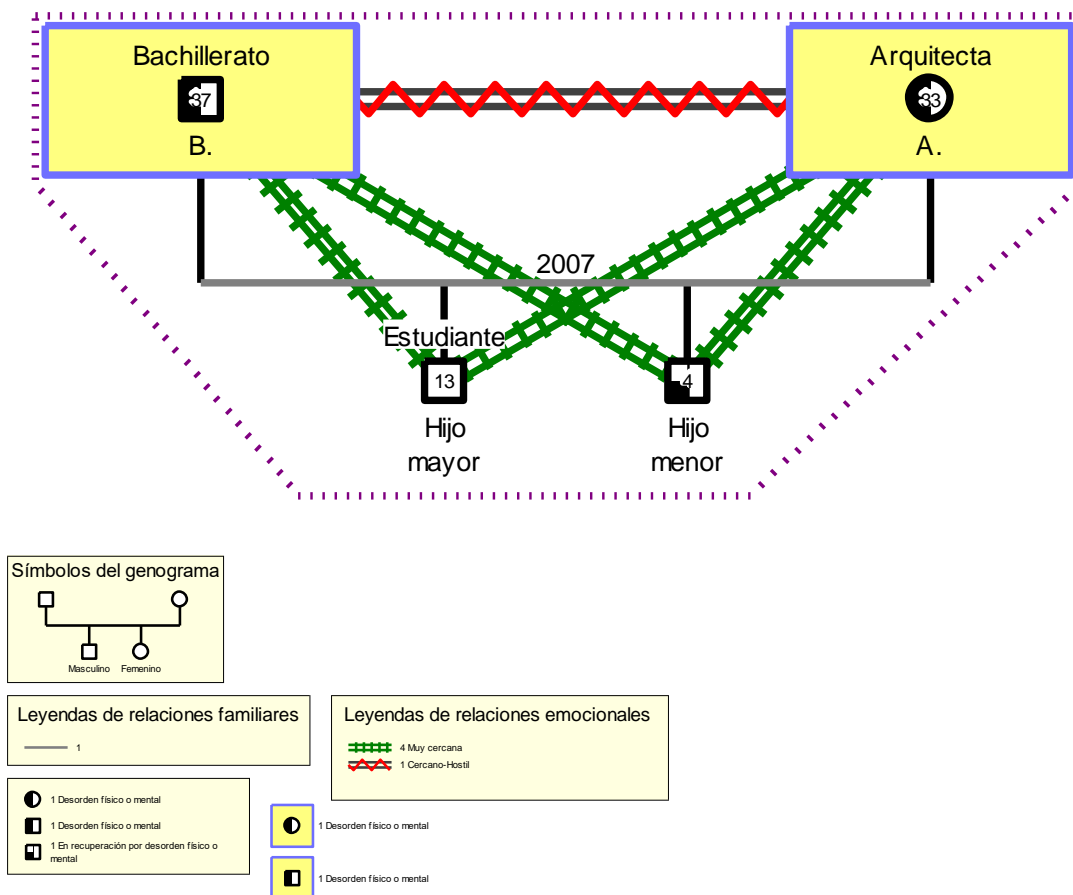 Bachillerato
37
B.
Arquitecta
33
A.
2007
Estudiante
13
4
Hijo
mayor
Hijo
menor
Símbolos del genograma
Masculino
Femenino
Leyendas de relaciones familiares
1
Leyendas de relaciones emocionales
4 Muy cercana
1 Cercano-Hostil
1 Desorden físico o mental
1 Desorden físico o mental
1 En recuperación por desorden físico o
mental
1 Desorden físico o mental
1 Desorden físico o mental